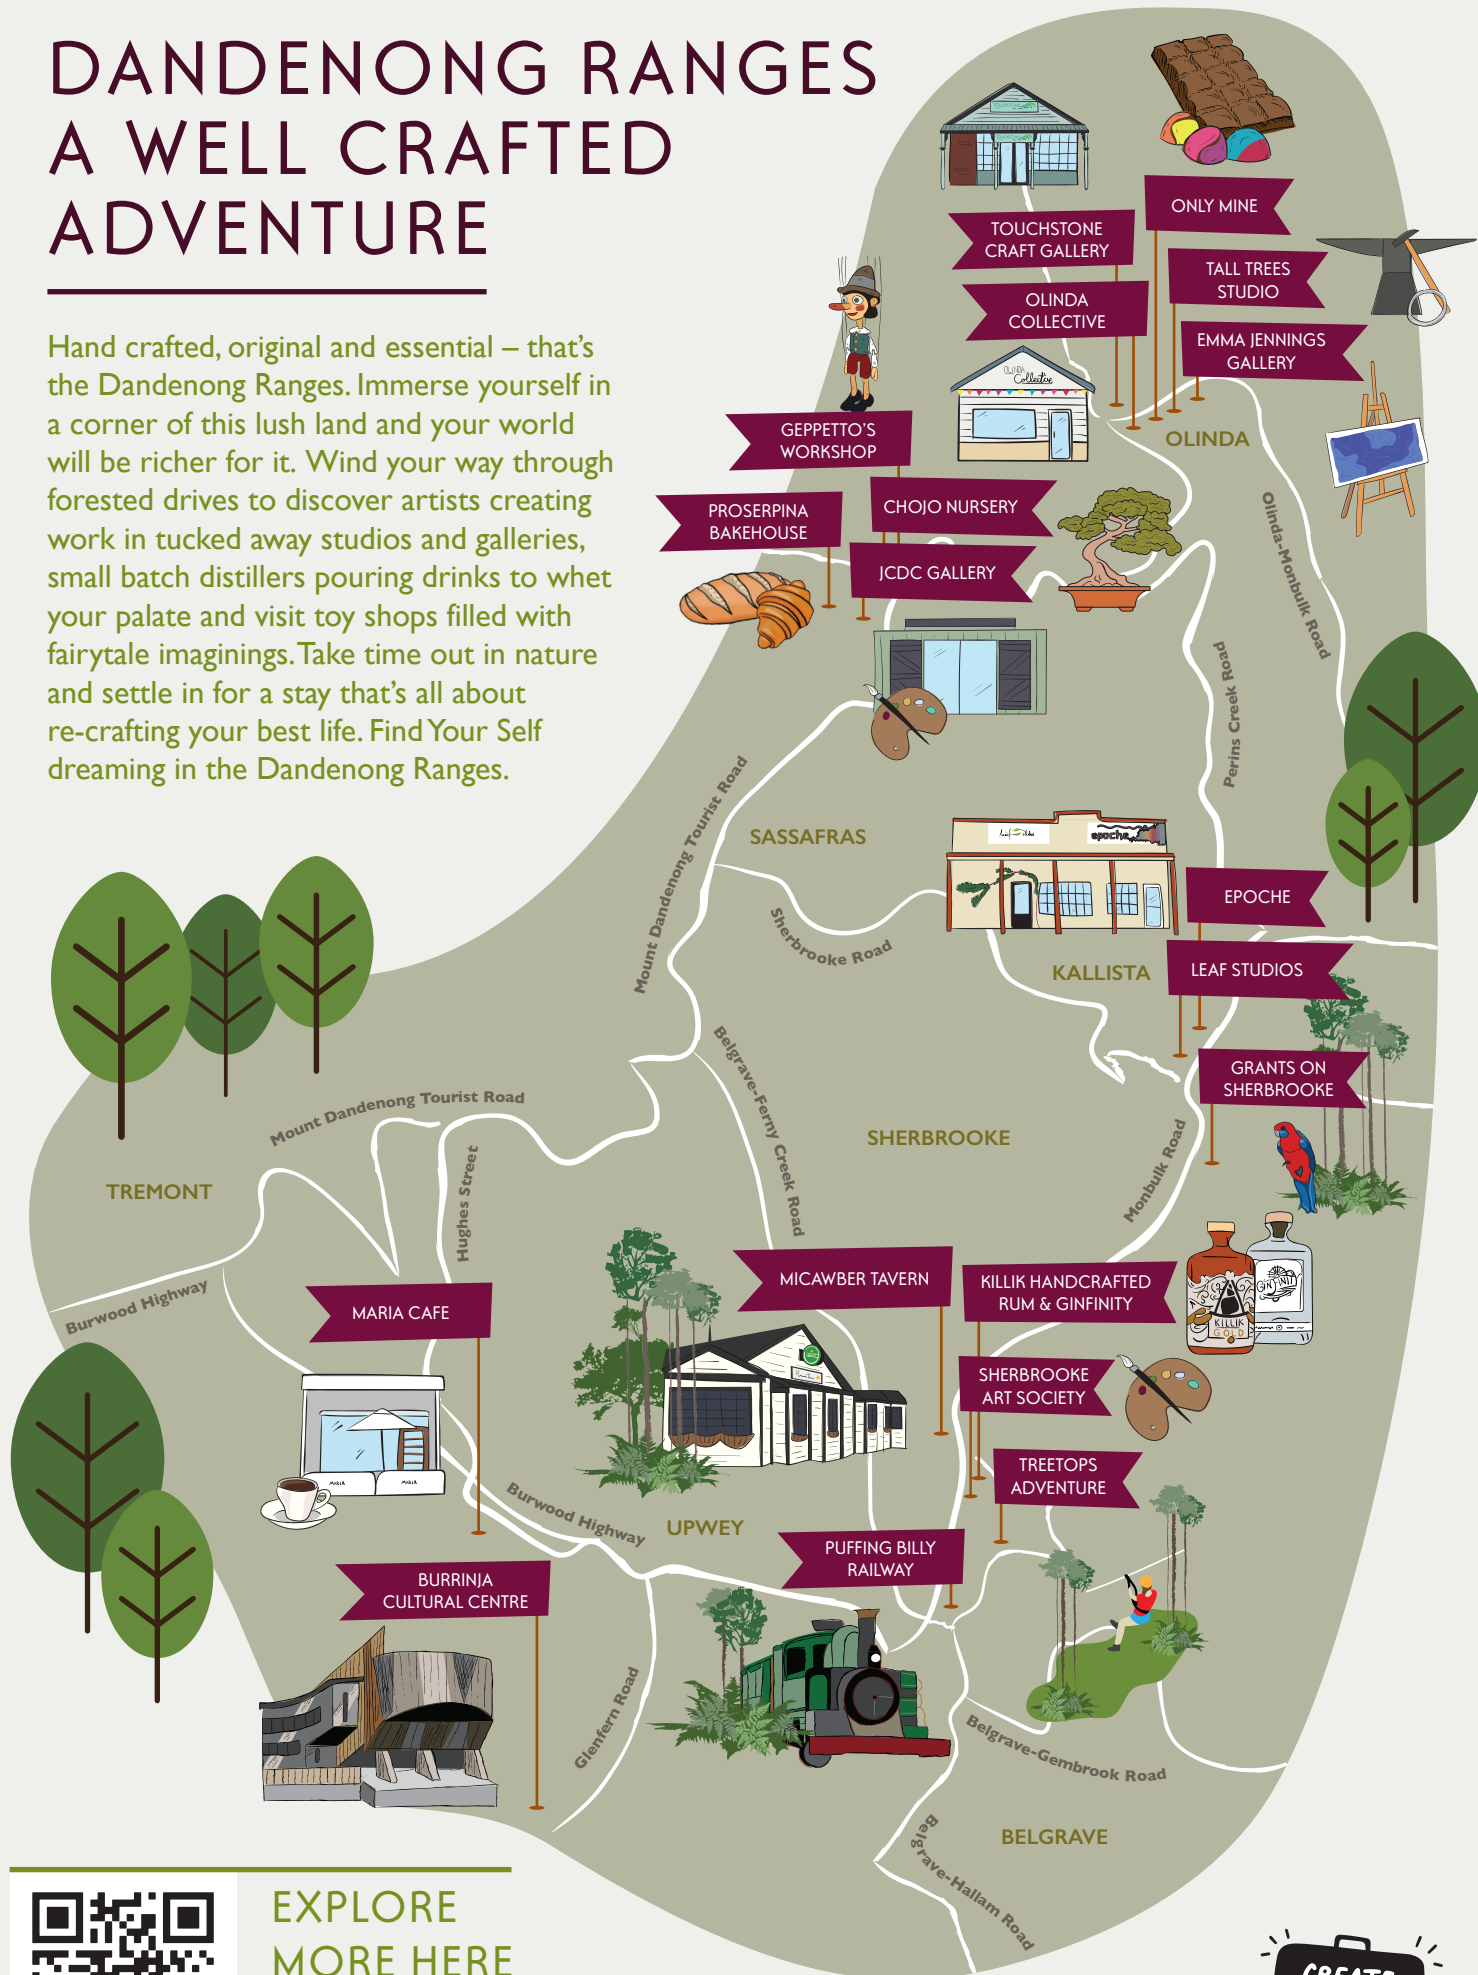 DANDENONG RANGES
A WELL CRAFTED
ADVENTURE
Hand crafted, original and essential – that's
the Dandenong Ranges. Immerse yourself in
a corner of this lush land and your world
will be richer for it. Wind your way through
forested drives to discover artists creating
work in tucked away studios and galleries,
small batch distillers pouring drinks to whet
your palate and visit toy shops filled with
fairytale imaginings. Take time out in nature
and settle in for a stay that's all about
re-crafting your best life. Find Your Self
dreaming in the Dandenong Ranges.
ONLY MINE
TOUCHSTONE
CRAFT GALLERY
TALL TREES
STUDIO
OLINDA
COLLECTIVE
EMMA JENNINGS
GALLERY
OLINDA
Collective
GEPPETTO'S
WORKSHOP
OLINDA
PROSERPINA
BAKEHOUSE
CHOJO NURSERY
JCDC GALLERY
Olinda-Monbulk Road
Perins Creek Road
Mount Dandenong Tourist Road
SASSAFRAS
epoche
Sherbrooke Road
EPOCHE
KALLISTA
LEAF STUDIOS
GRANTS ON
SHERBROOKE
Belgrave-Ferny Creek Road
Mount Dandenong Tourist Road
SHERBROOKE
Monbulk Road
Hughes Street
TREMONT
Burwood Highway
MARIA CAFE
MICAWBER TAVERN
KILLIK HANDCRAFTED
RUM & GINFINITY
KILLIK
GOLD
SHERBROOKE
ART SOCIETY
MARIA
MARIA
TREETOPS
ADVENTURE
Burwood Highway
UPWEY
PUFFING BILLY
RAILWAY
BURRINJA
CULTURAL CENTRE
Glenfern Road
Belgrave-Gembrook Road
BELGRAVE
Belgrave-Hallam Road
EXPLORE
MORE HERE
CREATE